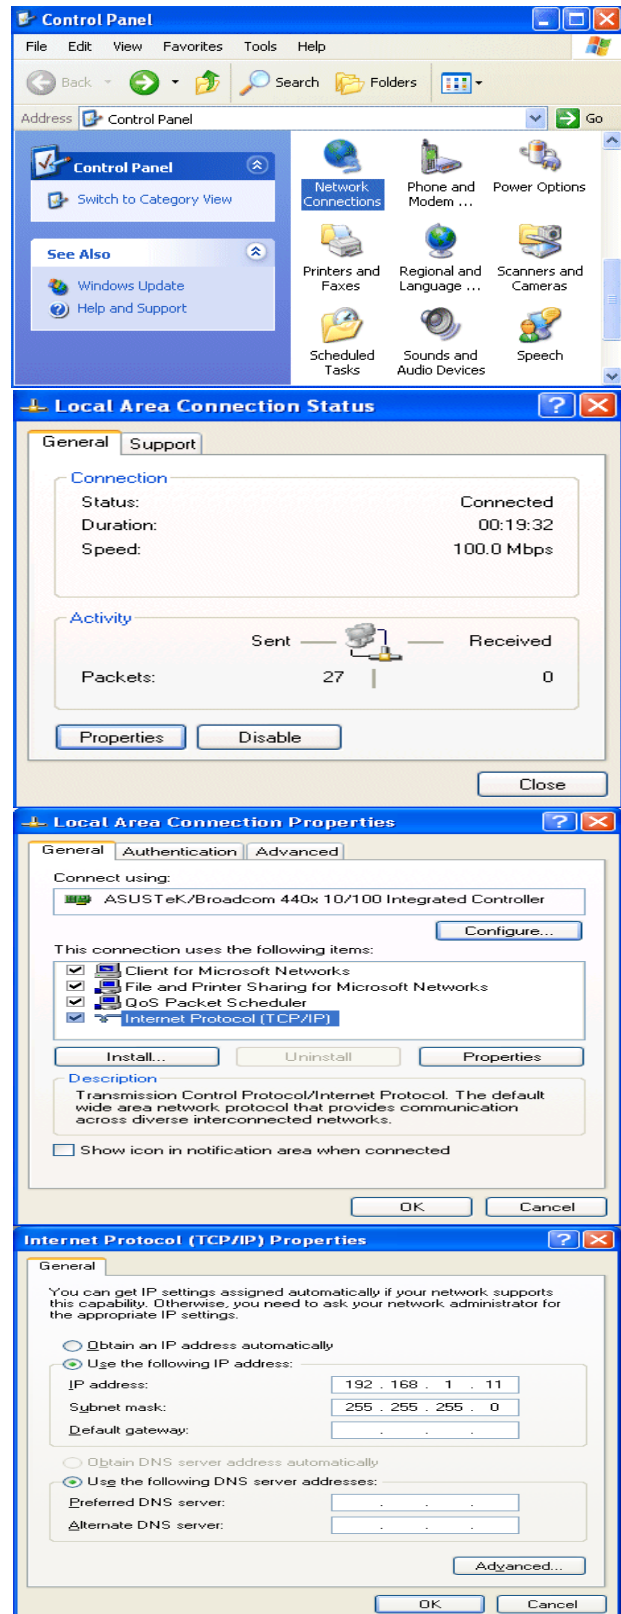 Control Panel
File Edit View Favorites Tools Help
Back Search Folders
Address Control Panel Go
Control Panel
Switch to Category View
See Also
Windows Update
Help and Support
Network Connections
Phone and Modem ...
Power Options
Printers and Faxes
Regional and Language ...
Scanners and Cameras
Scheduled Tasks
Sounds and Audio Devices
Speech
Local Area Connection Status
General Support
Connection
Status: Connected
Duration: 00:19:32
Speed: 100.0 Mbps
Activity
Sent Received
Packets: 27 0
Properties Disable
Close
Local Area Connection Properties
General Authentication Advanced
Connect using:
ASUSTeK/Broadcom 440x 10/100 Integrated Controller
Configure...
This connection uses the following items:
Client for Microsoft Networks
File and Printer Sharing for Microsoft Networks
QoS Packet Scheduler
Internet Protocol (TCP/IP)
Install... Uninstall Properties
Description
Transmission Control Protocol/Internet Protocol. The default
wide area network protocol that provides communication
across diverse interconnected networks.
Show icon in notification area when connected
OK Cancel
Internet Protocol (TCP/IP) Properties
General
You can get IP settings assigned automatically if your network supports
this capability. Otherwise, you need to ask your network administrator for
the appropriate IP settings.
Obtain an IP address automatically
Use the following IP address:
IP address: 192 . 168 . 1 . 11
Subnet mask: 255 . 255 . 255 . 0
Default gateway: . . .
Obtain DNS server address automatically
Use the following DNS server addresses:
Preferred DNS server: . . .
Alternate DNS server: . . .
Advanced...
OK Cancel